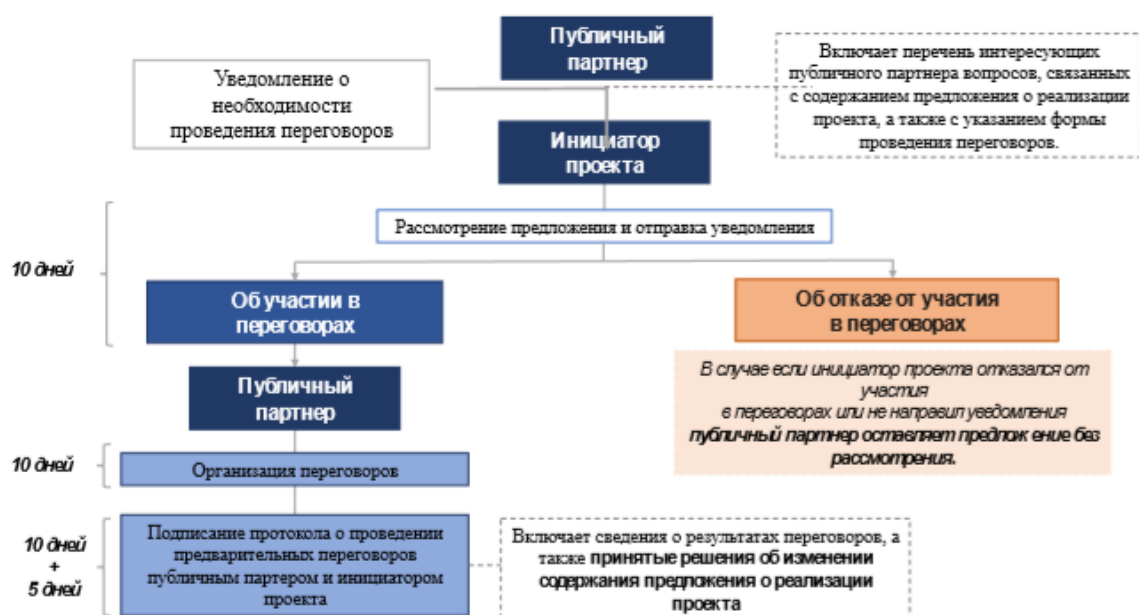 Публичный
партнер
Уведомление о
необходимости
проведения переговоров
Включает перечень интересующих
публичного партнера вопросов, связанных
с содержанием предложения о реализации
проекта, а также с указанием формы
проведения переговоров.
Инициатор
проекта
Рассмотрение предложения и отправка уведомления
10 дней
Об участии в
переговорах
Об отказе от участия
в переговорах
В случае если инициатор проекта отказался от
участия
в переговорах или не направил уведомления
публичный партнер оставляет предложение без
рассмотрения.
Публичный
партнер
10 дней
Организация переговоров
10 дней
+
5 дней
Подписание протокола о проведении
предварительных переговоров
публичным партером и инициатором
проекта
Включает сведения о результатах переговоров, а
также принятые решения об изменении
содержания предложения о реализации
проекта